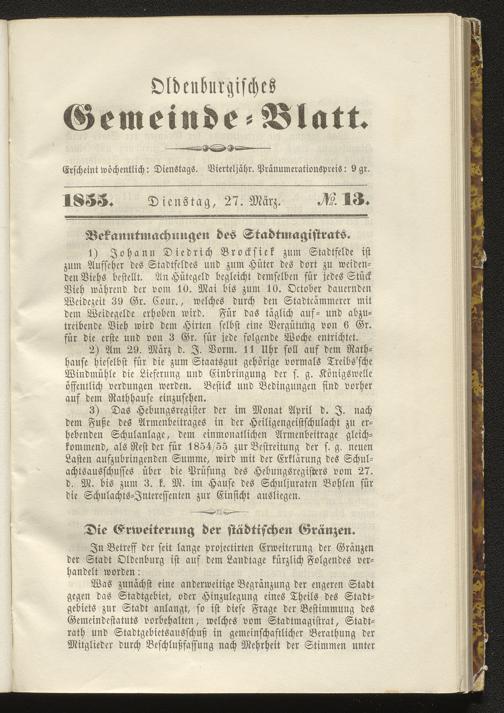 Oldenburgisches
Gemeinde-Blatt.
Erscheint wöchentlich: Dienstags. Vierteljähr. Pränumerationspreis: 9 gr.
1855. Dienstag, 27. März. № 13.
Bekanntmachungen des Stadtmagistrats.
1) Johann Diedrich Brocksiek zum Stadtfelde ist
zum Aufseher des Stadtfeldes und zum Hüter des dort zu weiden-
den Viehs bestellt. An Hütegeld begleicht demselben für jedes Stück
Vieh während der vom 10. Mai bis zum 10. October dauernden
Weidezeit 39 Gr. Cour., welches durch den Stadtcämmerer mit
dem Weidegelde erhoben wird. Für das täglich auf- und abzu-
treibende Vieh wird dem Hirten selbst eine Vergütung von 6 Gr.
für die erste und von 3 Gr. für jede folgende Woche entrichtet.
2) Am 29. März d. J. Vorm. 11 Uhr soll auf dem Rath-
hause hieselbst für die zum Staatsgut gehörige vormals Treibs'sche
Windmühle die Lieferung und Einbringung der s. g. Königswelle
öffentlich verdungen werden. Bestick und Bedingungen sind vorher
auf dem Rathhause einzusehen.
3) Das Hebungsregister der im Monat April d. J. nach
dem Fuße des Armenbeitrages in der Heiligengeistschulacht zu er-
hebenden Schulanlage, dem einmonatlichen Armenbeitrage gleich-
kommend, als Rest der für 1854/55 zur Bestreitung der s. g. neuen
Lasten aufzubringenden Summe, wird mit der Erklärung des Schul-
achtsausschusses über die Prüfung des Hebungsregisters vom 27.
d. M. bis zum 3. k. M. im Hause des Schuljuraten Bohlen für
die Schulachts-Interessenten zur Einsicht ausliegen.
Die Erweiterung der städtischen Gränzen.
In Betreff der seit lange projectirten Erweiterung der Gränzen
der Stadt Oldenburg ist auf dem Landtage kürzlich Folgendes ver-
handelt worden:
Was zunächst eine anderweitige Begränzung der engeren Stadt
gegen das Stadtgebiet, oder Hinzulegung eines Theils des Stadt-
gebiets zur Stadt anlangt, so ist diese Frage der Bestimmung des
Gemeindestatuts vorbehalten, welches vom Stadtmagistrat, Stadt-
rath und Stadtgebietsausschuß in gemeinschaftlicher Berathung der
Mitglieder durch Beschlußfassung nach Mehrheit der Stimmen unter